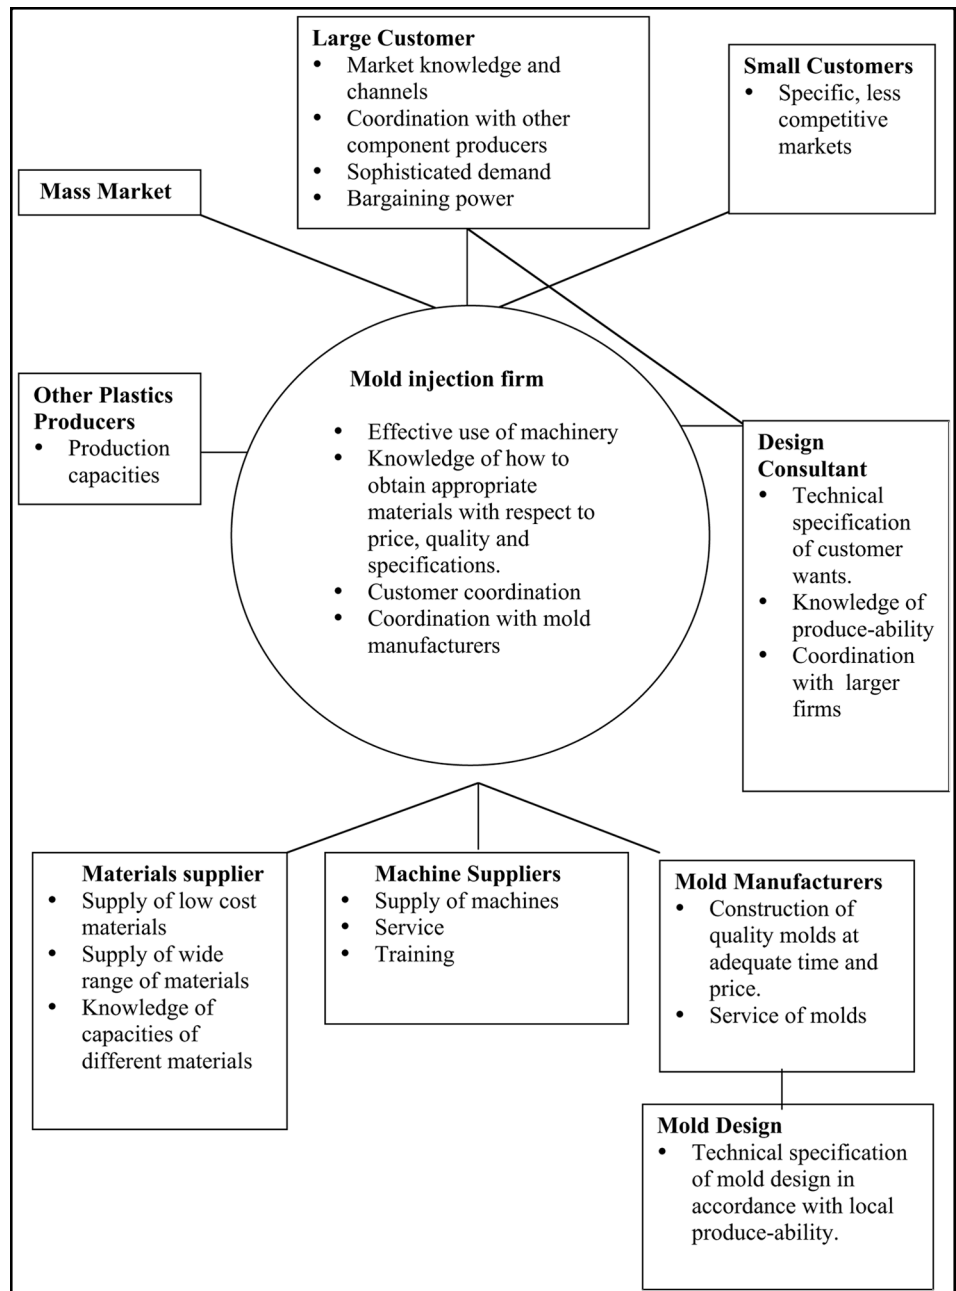 Large Customer
• Market knowledge and
channels
• Coordination with other
component producers
• Sophisticated demand
• Bargaining power
Small Customers
• Specific, less
competitive
markets
Mass Market
Other Plastics
Producers
• Production
capacities
Mold injection firm
• Effective use of machinery
• Knowledge of how to
obtain appropriate
materials with respect to
price, quality and
specifications.
• Customer coordination
• Coordination with mold
manufacturers
Design
Consultant
• Technical
specification
of customer
wants.
• Knowledge of
produce-ability
• Coordination
with larger
firms
Materials supplier
• Supply of low cost
materials
• Supply of wide
range of materials
• Knowledge of
capacities of
different materials
Machine Suppliers
• Supply of machines
• Service
• Training
Mold Manufacturers
• Construction of
quality molds at
adequate time and
price.
• Service of molds
Mold Design
• Technical specification
of mold design in
accordance with local
produce-ability.